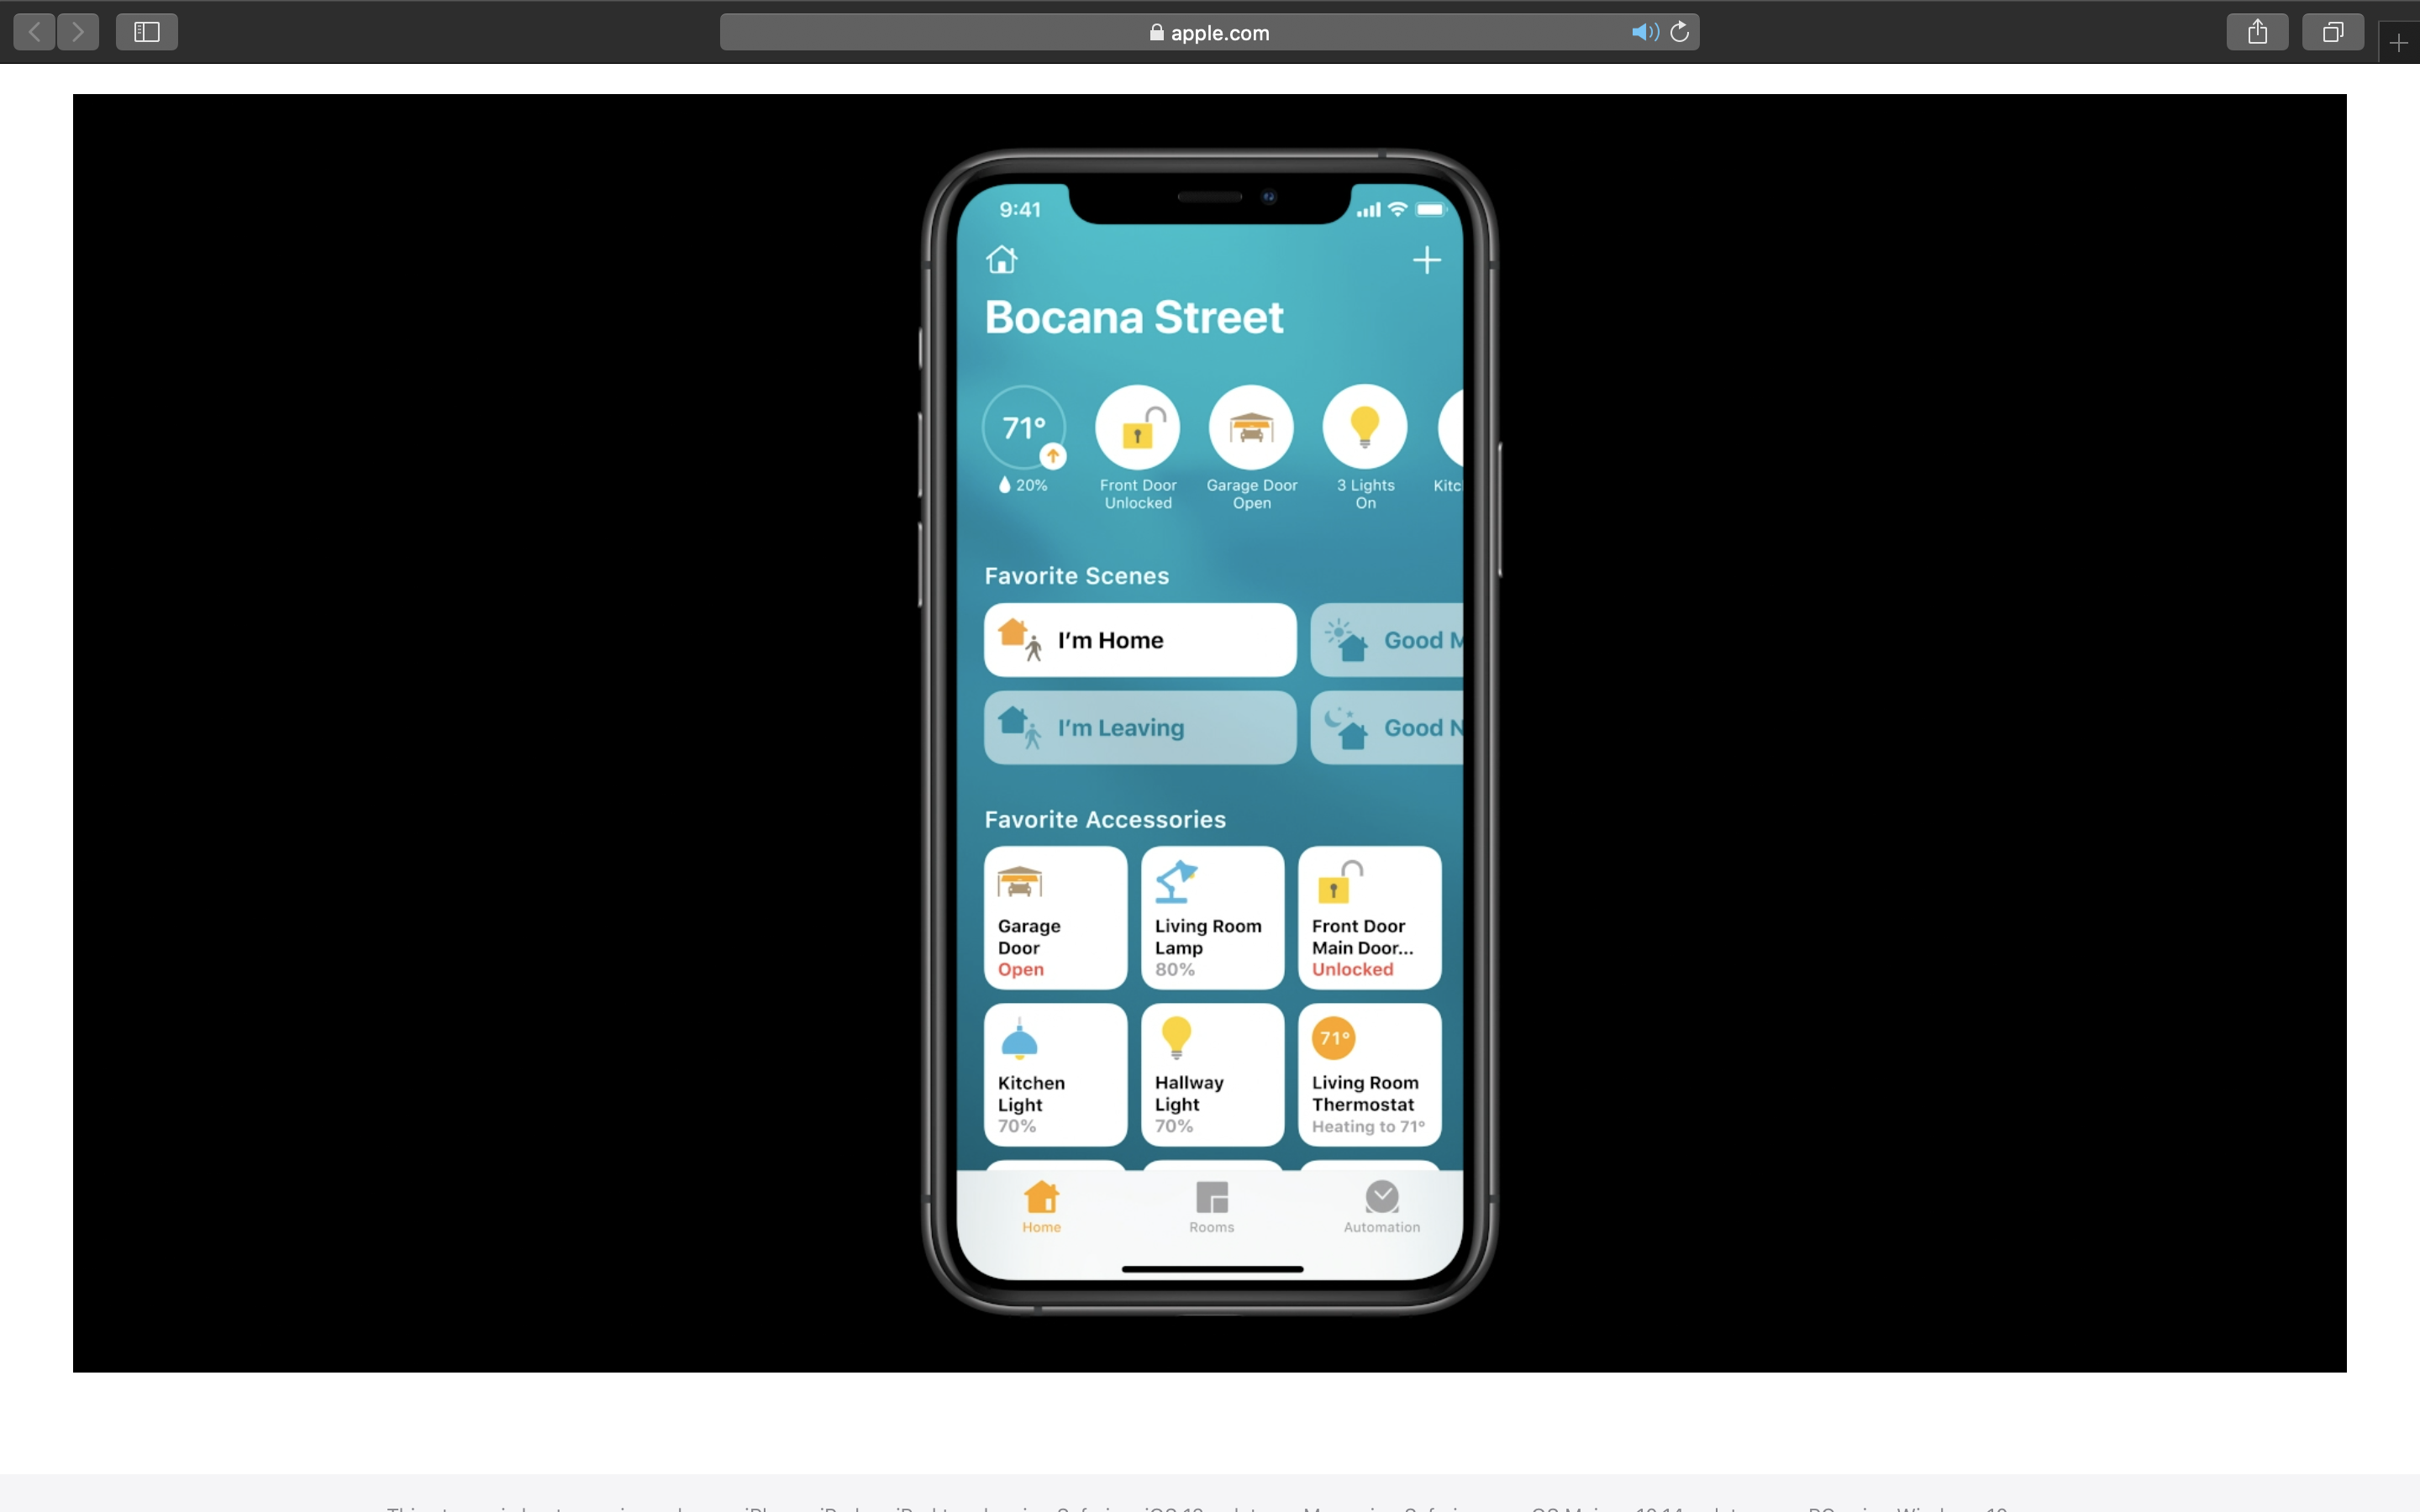 apple.com
9:41
Bocana Street
71°
20%
Front Door
Unlocked
Garage Door
Open
3 Lights
On
Kitc
Favorite Scenes
I'm Home
Good M
I'm Leaving
Good N
Favorite Accessories
Garage
Door
Open
Living Room
Lamp
80%
Front Door
Main Door...
Unlocked
Kitchen
Light
70%
Hallway
Light
70%
71°
Living Room
Thermostat
Heating to 71°
Home
Rooms
Automation